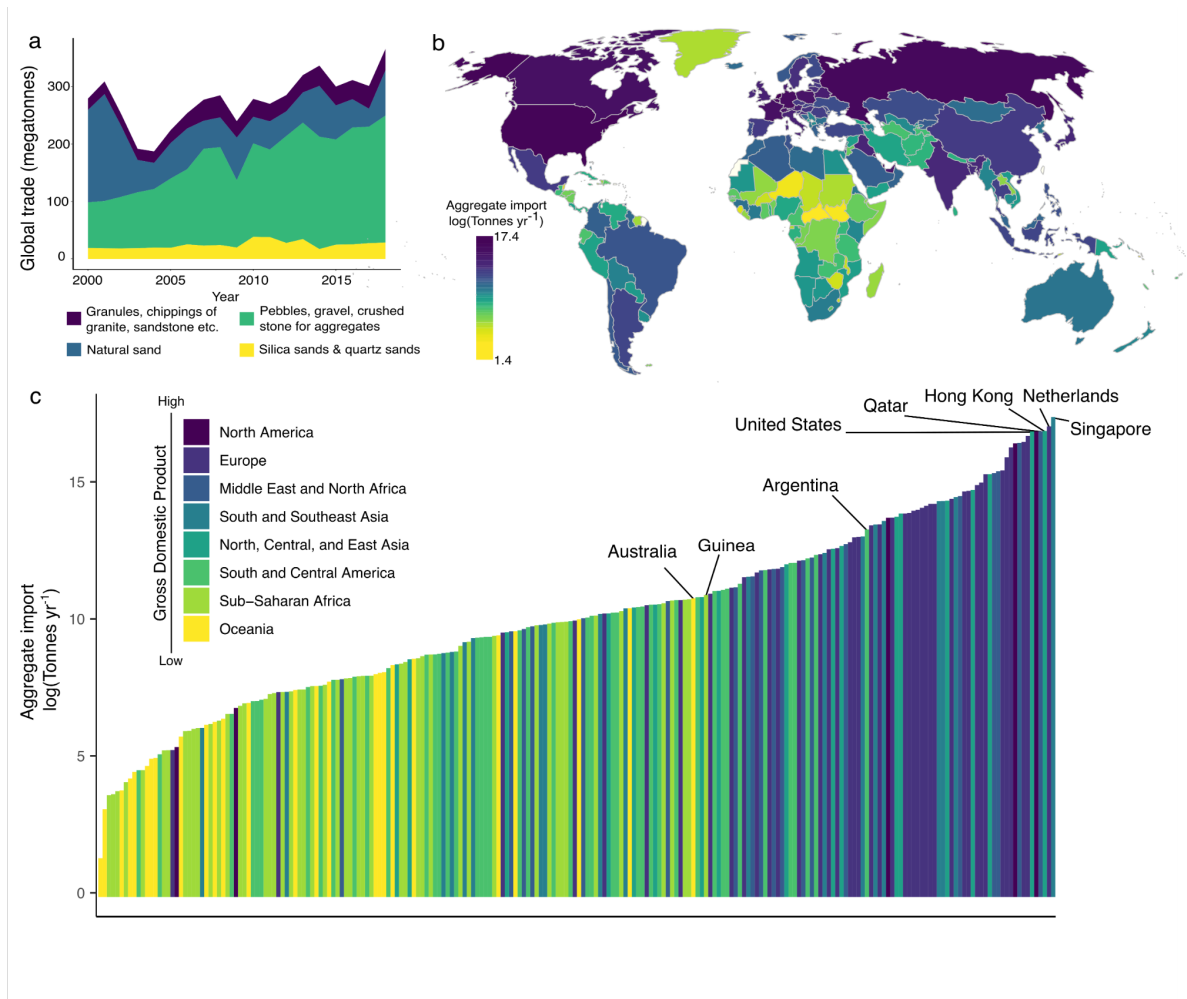 a
Global trade (megatonnes)
300
200
100
0
2000
2005
2010
2015
Year
Granules, chippings of
granite, sandstone etc.
Pebbles, gravel, crushed
stone for aggregates
Natural sand
Silica sands & quartz sands
b
Aggregate import
log(Tonnes yr⁻¹)
17.4
1.4
c
Aggregate import
log(Tonnes yr⁻¹)
15
10
5
0
High
Gross Domestic Product
Low
North America
Europe
Middle East and North Africa
South and Southeast Asia
North, Central, and East Asia
South and Central America
Sub−Saharan Africa
Oceania
Australia
Guinea
Argentina
United States
Qatar
Hong Kong
Netherlands
Singapore